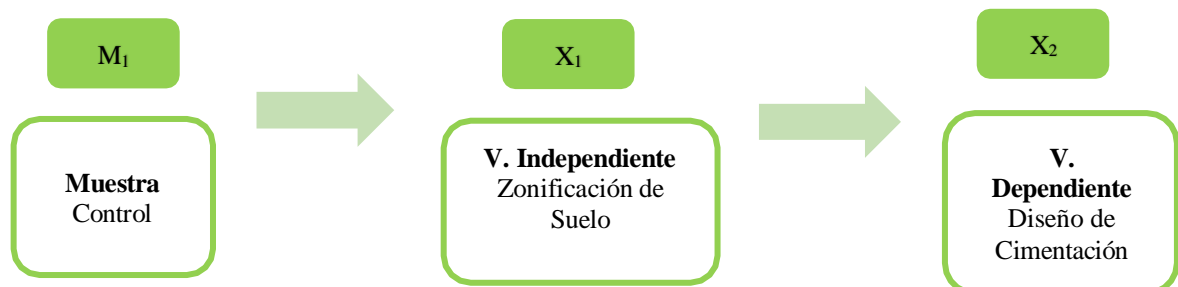 M₁
Muestra
Control
X₁
V. Independiente
Zonificación de
Suelo
X₂
V.
Dependiente
Diseño de
Cimentación